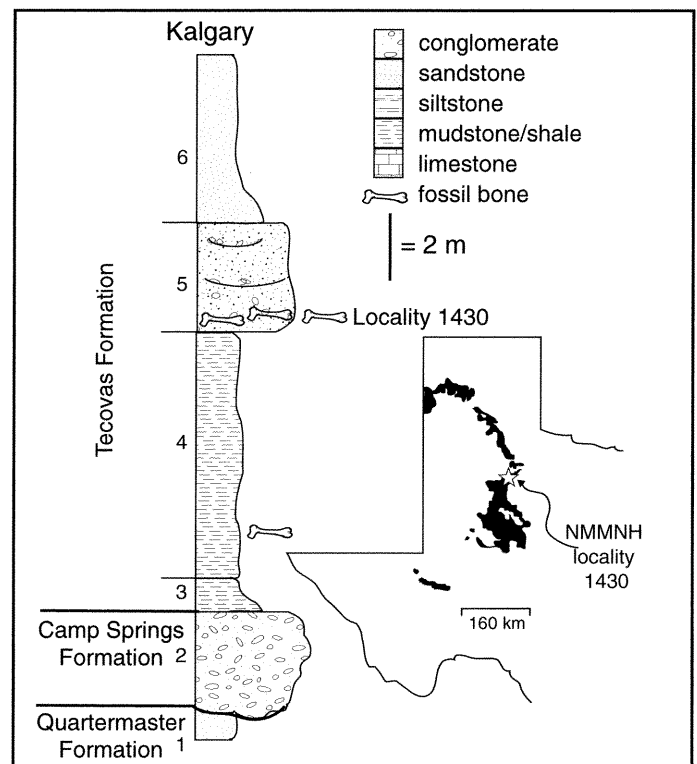 Kalgary
conglomerate
sandstone
siltstone
mudstone/shale
limestone
fossil bone
= 2 m
6
5
Locality 1430
Tecovas Formation
4
3
Camp Springs
Formation 2
Quartermaster
Formation 1
NMMNH
locality
1430
160 km